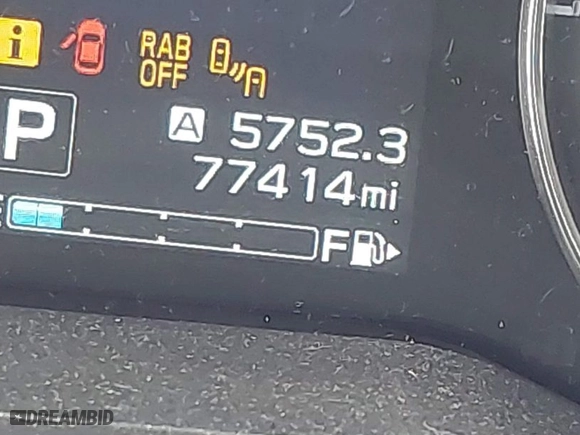 i
RAB
OFF
P
A 5752.3
77414mi
E F
DREAMBID